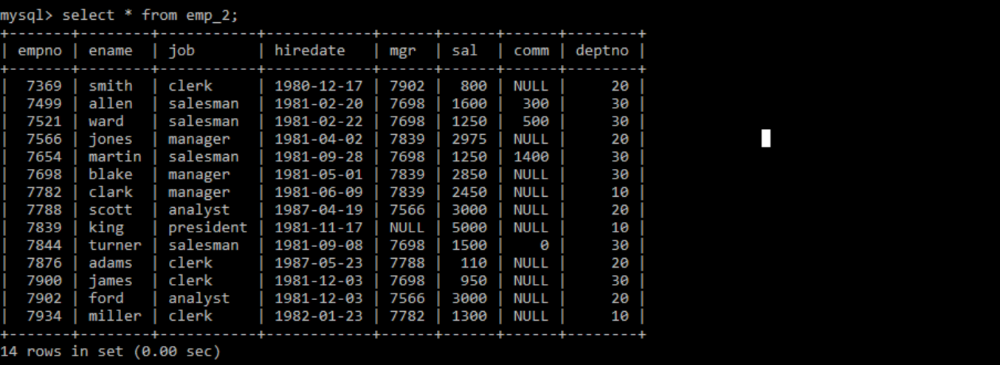 mysql> select * from emp_2;
+-------+--------+-----------+------------+------+------+------+--------+
| empno | ename  | job       | hiredate   | mgr  | sal  | comm | deptno |
+-------+--------+-----------+------------+------+------+------+--------+
|  7369 | smith  | clerk     | 1980-12-17 | 7902 |  800 | NULL |     20 |
|  7499 | allen  | salesman  | 1981-02-20 | 7698 | 1600 |  300 |     30 |
|  7521 | ward   | salesman  | 1981-02-22 | 7698 | 1250 |  500 |     30 |
|  7566 | jones  | manager   | 1981-04-02 | 7839 | 2975 | NULL |     20 |
|  7654 | martin | salesman  | 1981-09-28 | 7698 | 1250 | 1400 |     30 |
|  7698 | blake  | manager   | 1981-05-01 | 7839 | 2850 | NULL |     30 |
|  7782 | clark  | manager   | 1981-06-09 | 7839 | 2450 | NULL |     10 |
|  7788 | scott  | analyst   | 1987-04-19 | 7566 | 3000 | NULL |     20 |
|  7839 | king   | president | 1981-11-17 | NULL | 5000 | NULL |     10 |
|  7844 | turner | salesman  | 1981-09-08 | 7698 | 1500 |    0 |     30 |
|  7876 | adams  | clerk     | 1987-05-23 | 7788 |  110 | NULL |     20 |
|  7900 | james  | clerk     | 1981-12-03 | 7698 |  950 | NULL |     30 |
|  7902 | ford   | analyst   | 1981-12-03 | 7566 | 3000 | NULL |     20 |
|  7934 | miller | clerk     | 1982-01-23 | 7782 | 1300 | NULL |     10 |
+-------+--------+-----------+------------+------+------+------+--------+
14 rows in set (0.00 sec)